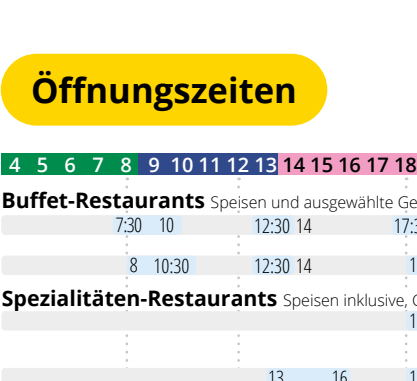 Öffnungszeiten
4 5 6 7 8 9 10 11 12 13 14 15 16 17 18
Buffet-Restaurants Speisen und ausgewählte
7:30 10 12:30 14
8 10:30 12:30 14
Spezialitäten-Restaurants Speisen inklusive,
13 16